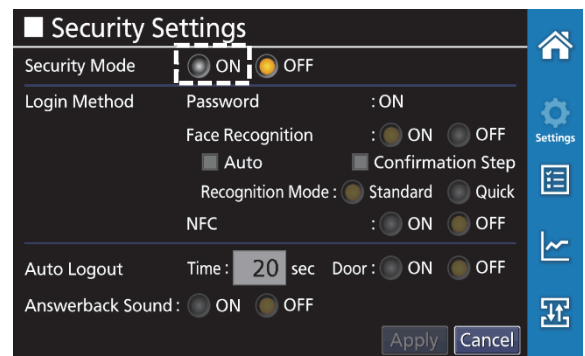 Security Settings
Security Mode ON OFF
Login Method Password : ON
Face Recognition : ON OFF
Settings
Auto Confirmation Step
Recognition Mode : Standard Quick
NFC : ON OFF
Auto Logout Time : 20 sec Door : ON OFF
Answerback Sound : ON OFF
Apply Cancel